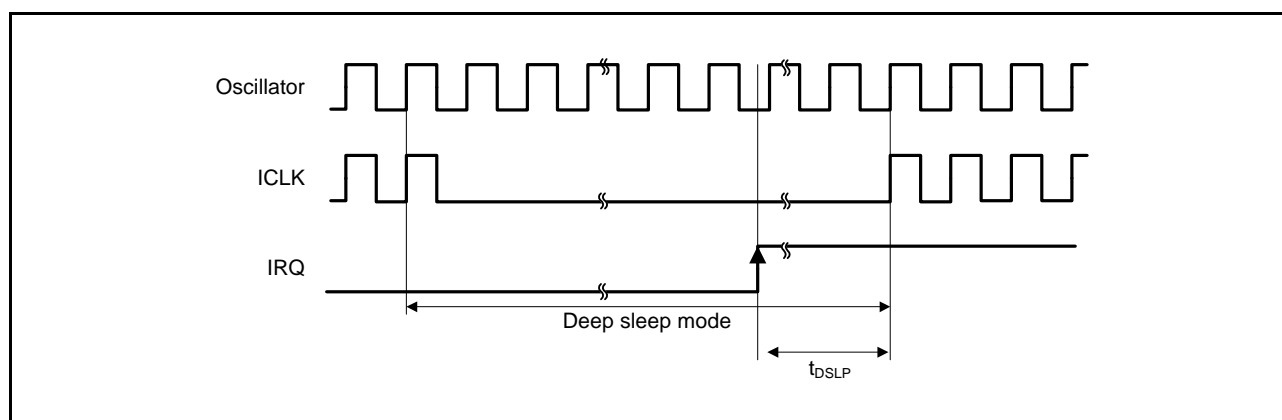 Oscillator
ICLK
IRQ
Deep sleep mode
tDSLP